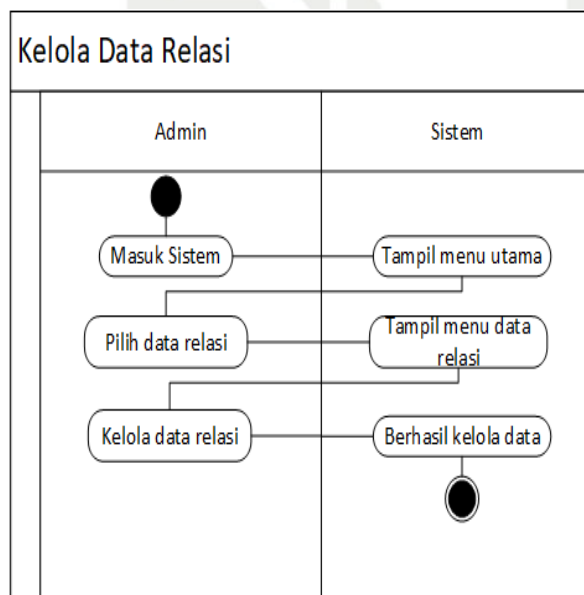 Kelola Data Relasi
Admin
Sistem
Masuk Sistem
Tampil menu utama
Pilih data relasi
Tampil menu data
relasi
Kelola data relasi
Berhasil kelola data